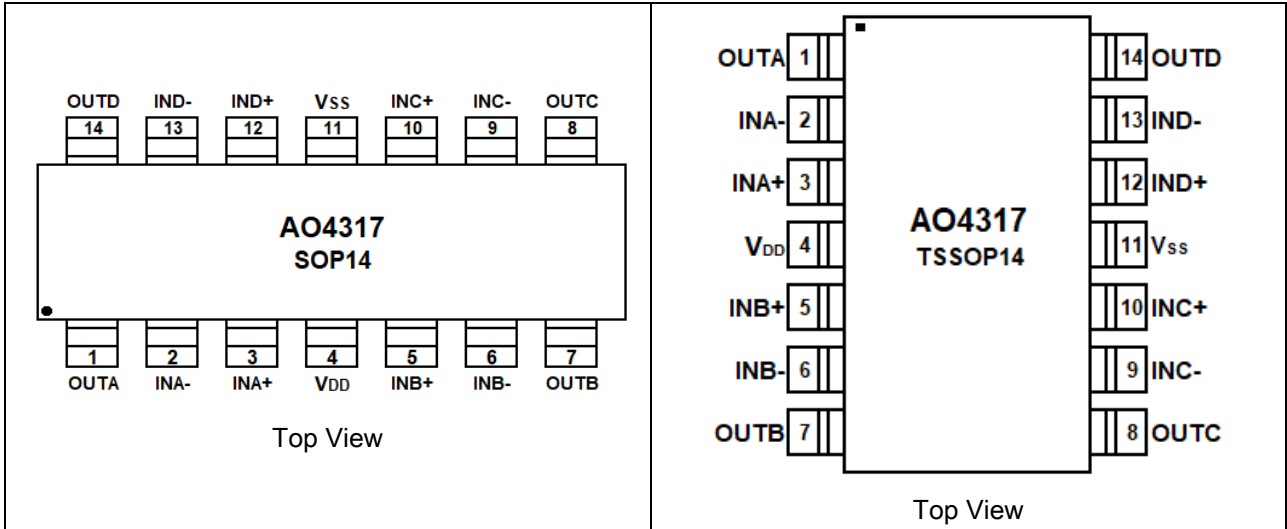 OUTD IND- IND+ VSS INC+ INC- OUTC
14 13 12 11 10 9 8
AO4317
SOP14
1 2 3 4 5 6 7
OUTA INA- INA+ VDD INB+ INB- OUTB
Top View
OUTA 1 14 OUTD
INA- 2 13 IND-
INA+ 3 12 IND+
VDD 4 11 VSS
INB+ 5 10 INC+
INB- 6 9 INC-
OUTB 7 8 OUTC
AO4317
TSSOP14
Top View